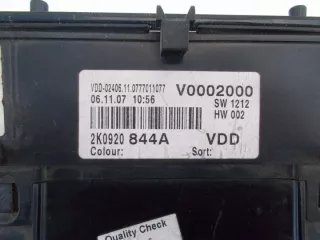 VDD-02406.11.0777011077 V0002000
06.11.07 10:56 SW 1212
HW 002
2K0920 844A VDD
Colour: Sort:
Quality Check